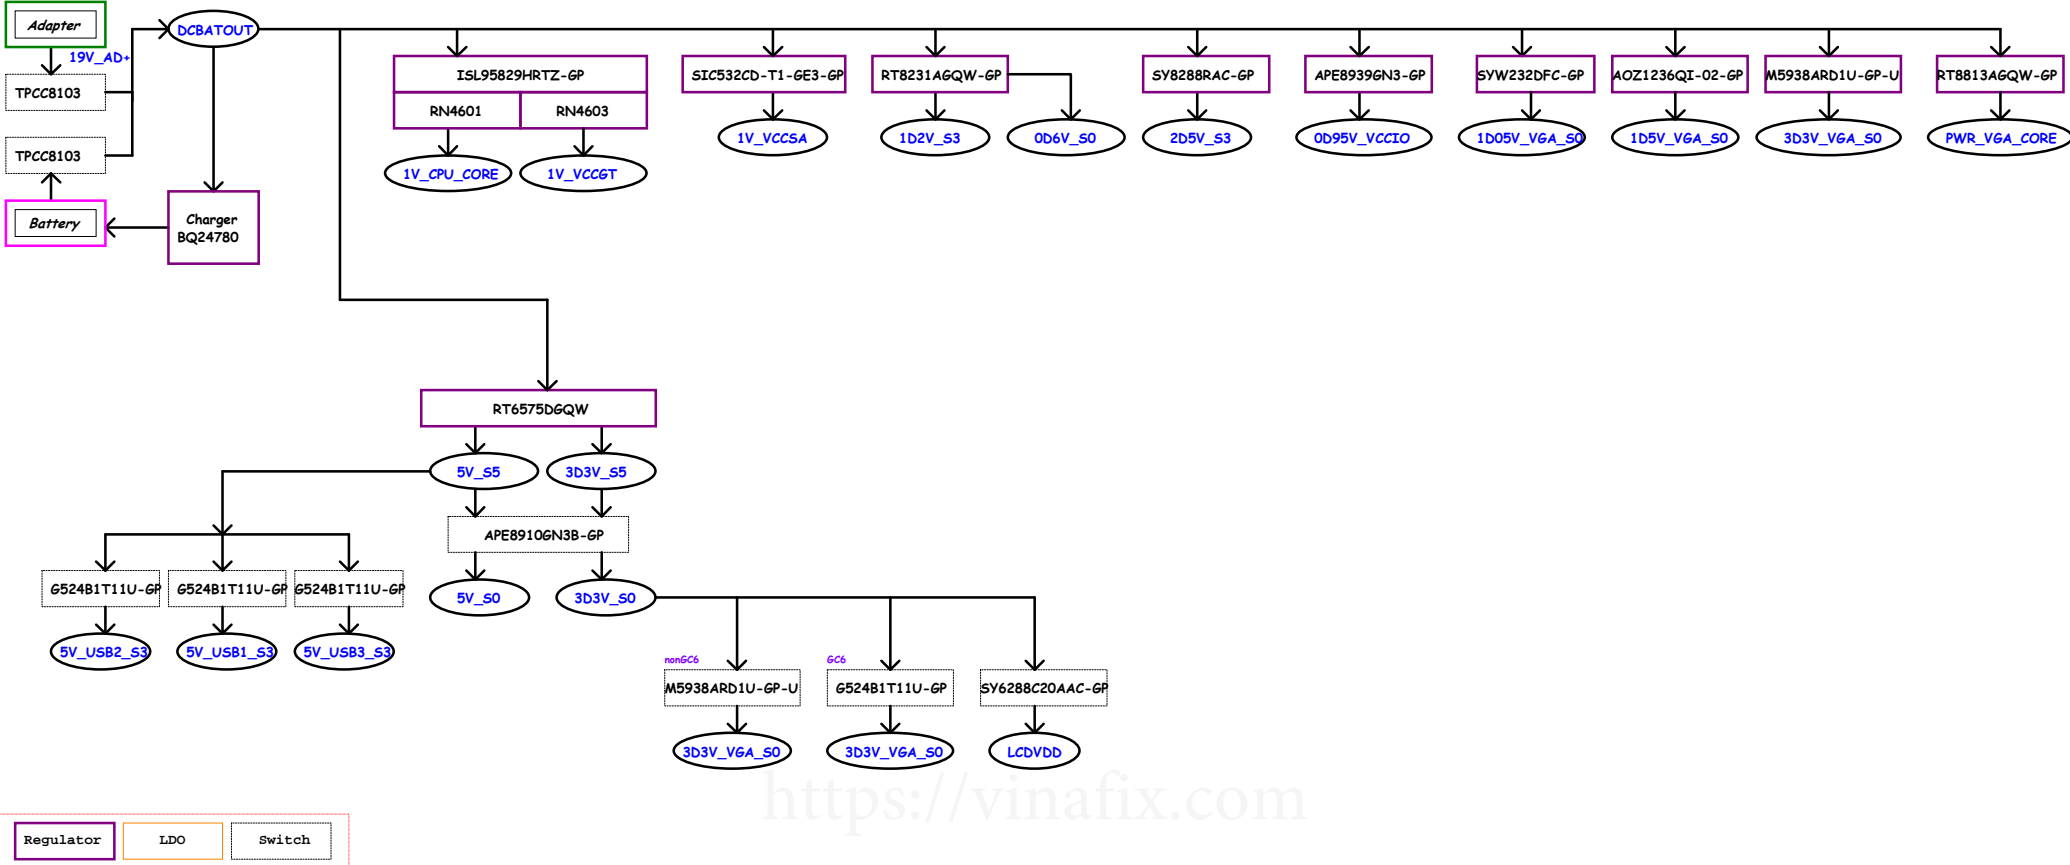 Adapter
DCBATOUT
19V_AD+
TPCC8103
TPCC8103
Battery
Charger
BQ24780
ISL95829HRTZ-GP
RN4601
RN4603
1V_CPU_CORE
1V_VCCGT
SIC532CD-T1-GE3-GP
1V_VCCSA
RT8231AGQW-GP
1D2V_S3
0D6V_S0
SY8288RAC-GP
2D5V_S3
APE8939GN3-GP
0D95V_VCCIO
SYW232DFC-GP
1D05V_VGA_S0
AOZ1236QI-02-GP
1D5V_VGA_S0
M5938ARD1U-GP-U
3D3V_VGA_S0
RT8813AGQW-GP
PWR_VGA_CORE
RT6575DGQW
5V_S5
3D3V_S5
APE8910GN3B-GP
5V_S0
3D3V_S0
G524B1T11U-GP
G524B1T11U-GP
G524B1T11U-GP
5V_USB2_S3
5V_USB1_S3
5V_USB3_S3
nonGC6
GC6
M5938ARD1U-GP-U
G524B1T11U-GP
SY6288C20AAC-GP
3D3V_VGA_S0
3D3V_VGA_S0
LCDVDD
https://vinafix.com
Regulator
LDO
Switch